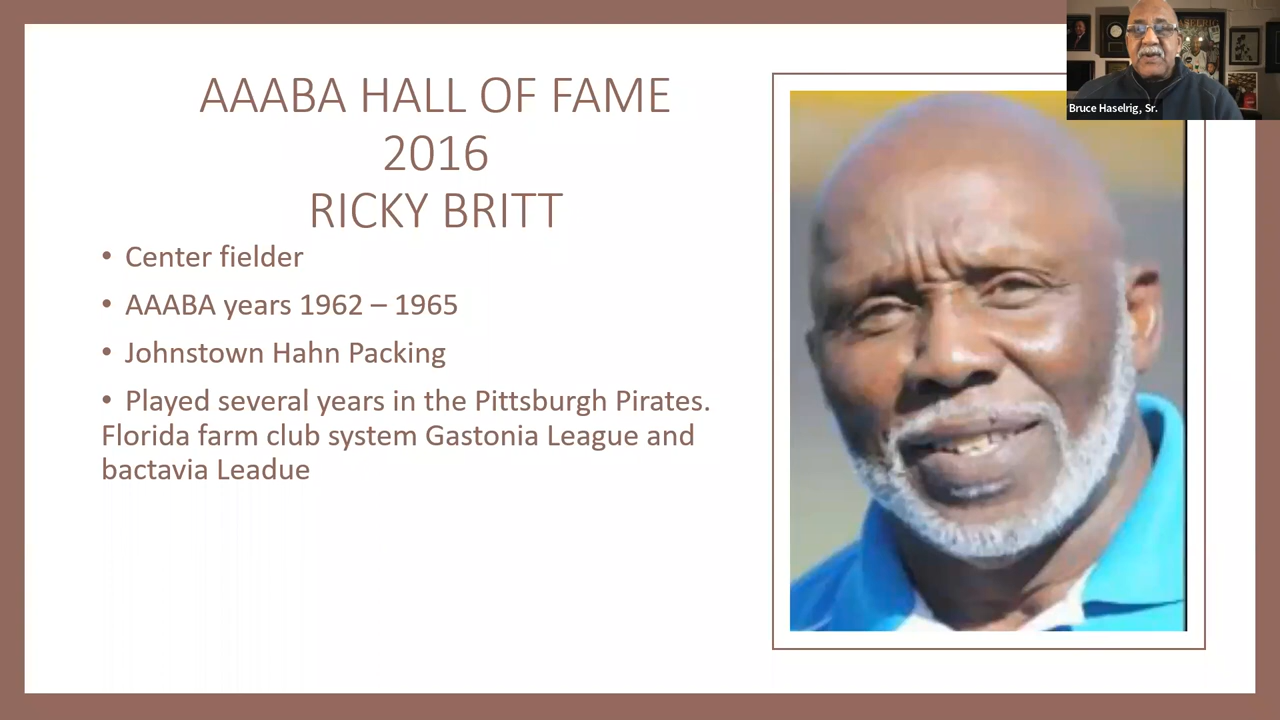 AAABA HALL OF FAME
2016
RICKY BRITT
• Center fielder
• AAABA years 1962 – 1965
• Johnstown Hahn Packing
• Played several years in the Pittsburgh Pirates.
Florida farm club system Gastonia League and
bactavia Leadue
Bruce Haselrig, Sr.